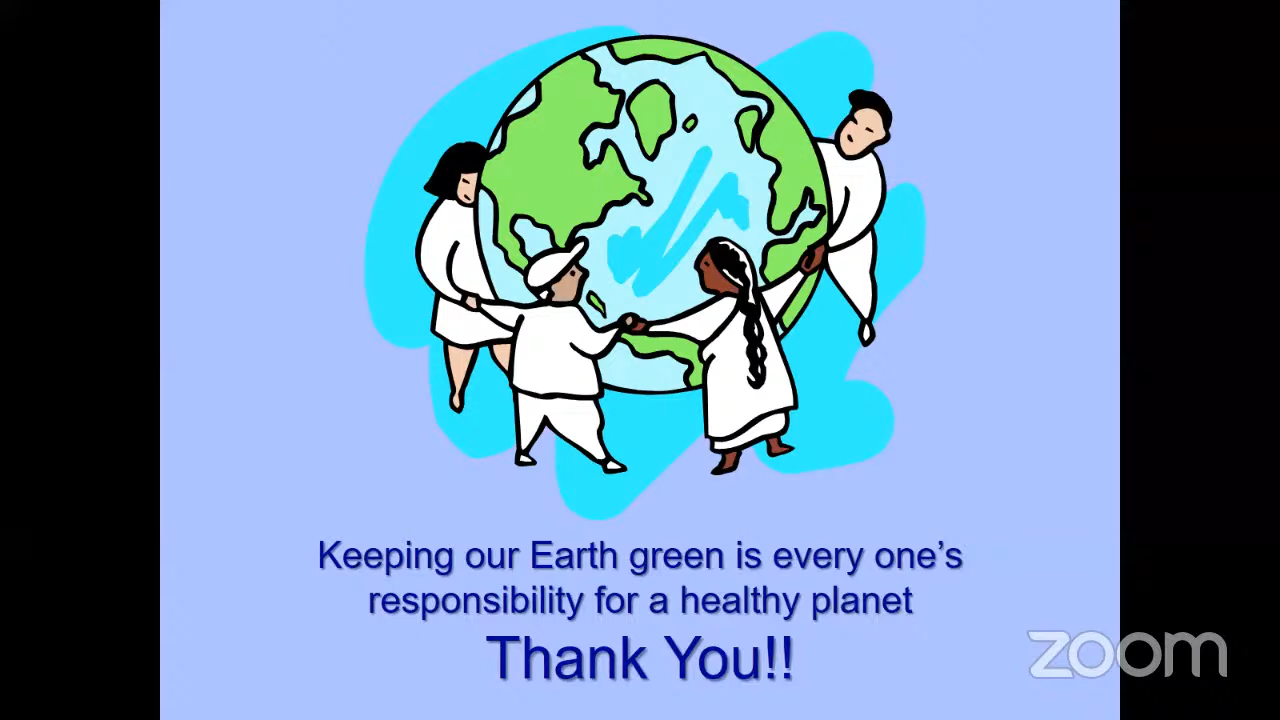 Keeping our Earth green is every one’s
responsibility for a healthy planet
Thank You!!
zoom